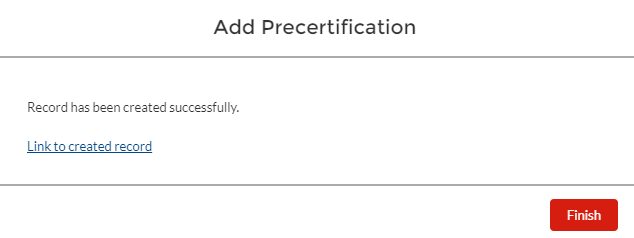 Add Precertification
Record has been created successfully.
Link to created record
Finish